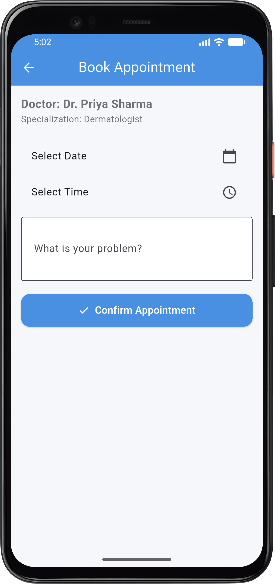 5:02
Book Appointment
Doctor: Dr. Priya Sharma
Specialization: Dermatologist
Select Date
Select Time
What is your problem?
Confirm Appointment